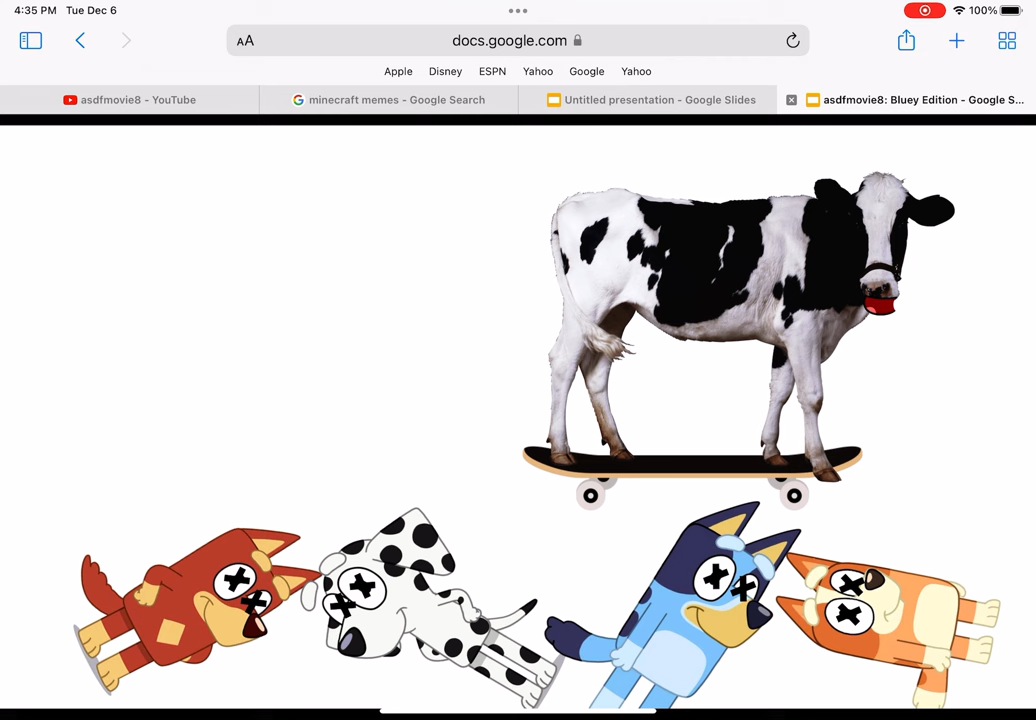 4:35 PM Tue Dec 6
100%
AA
docs.google.com
Apple Disney ESPN Yahoo Google Yahoo
asdfmovie8 - YouTube
minecraft memes - Google Search
Untitled presentation - Google Slides
asdfmovie8: Bluey Edition - Google S...